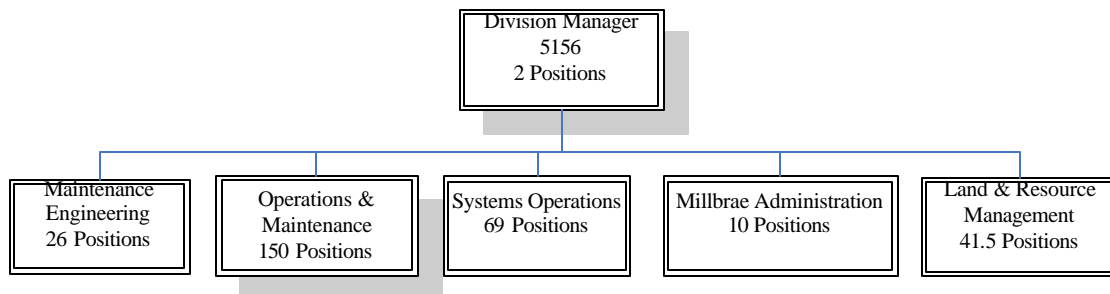 Division Manager
5156
2 Positions
Maintenance
Engineering
26 Positions
Operations &
Maintenance
150 Positions
Systems Operations
69 Positions
Millbrae Administration
10 Positions
Land & Resource
Management
41.5 Positions